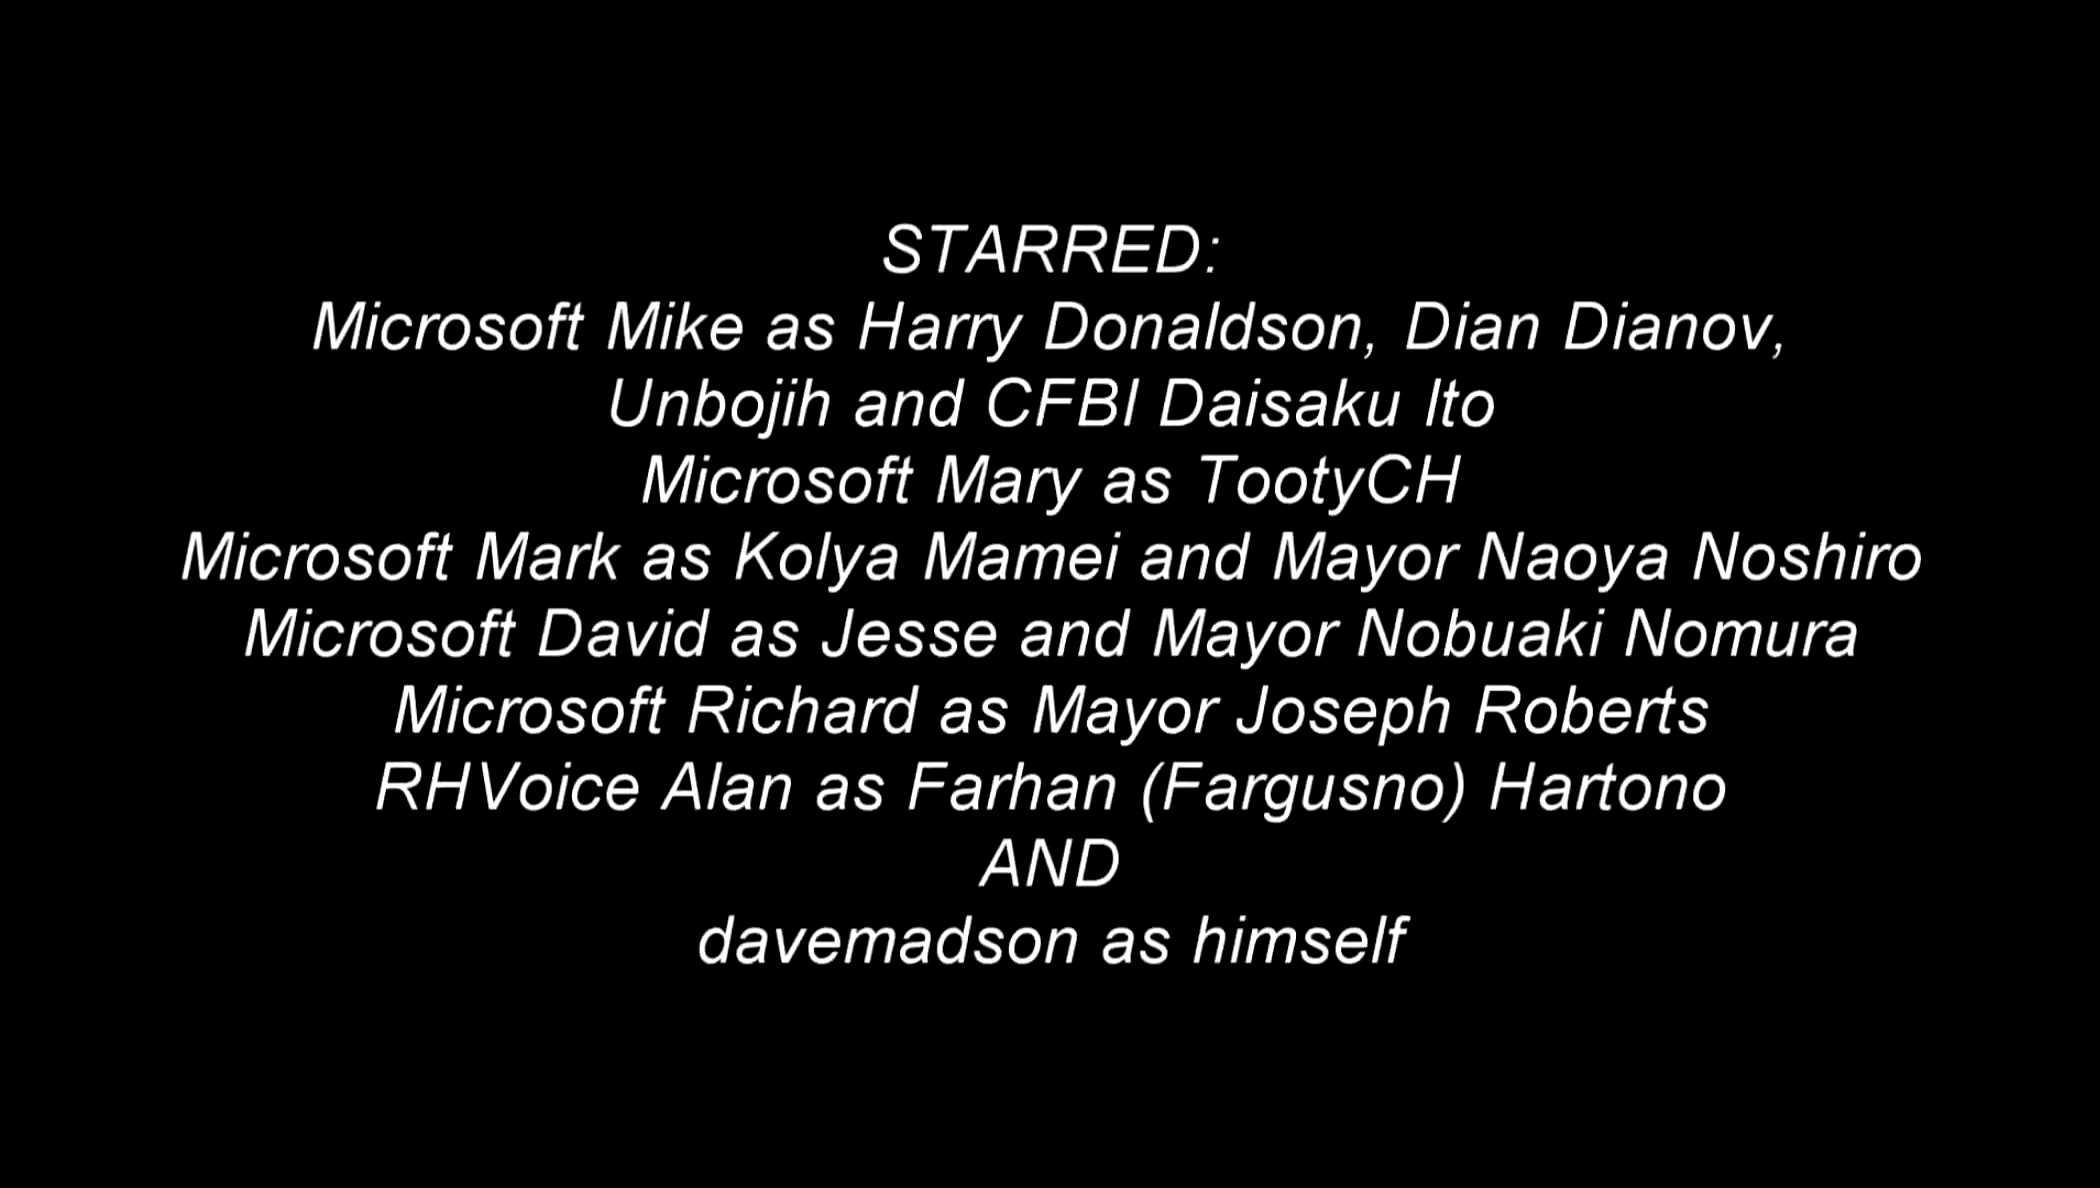 STARRED:
Microsoft Mike as Harry Donaldson, Dian Dianov,
Unbojih and CFBI Daisaku Ito
Microsoft Mary as TootyCH
Microsoft Mark as Kolya Mamei and Mayor Naoya Noshiro
Microsoft David as Jesse and Mayor Nobuaki Nomura
Microsoft Richard as Mayor Joseph Roberts
RHVoice Alan as Farhan (Fargusno) Hartono
AND
davemadson as himself